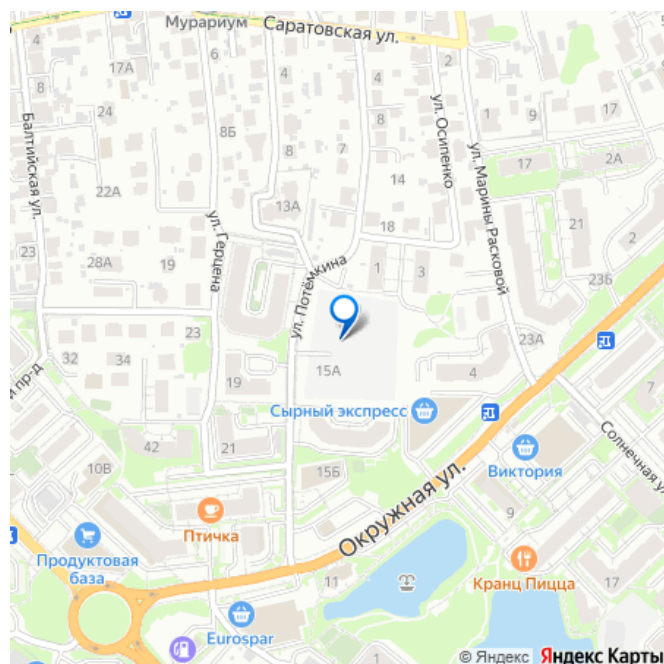 Мурариум
Саратовская ул.
4
17А
6
4
4
2
8
24
8Б
8
7
7
1
9
Балтийская ул.
ул. Осипенко
ул. Марины Расковой
17
2А
22А
14
13А
18
21
2
23
ул. Герцена
28А
19
ул. Потёмкина
1
3
23Б
23
32
34
23А
й пр-д
19
15А
4
Сырный экспресс
42
21
10В
15Б
Окружная ул.
Виктория
Солнечная ул.
Птичка
9
Продуктовая
база
11
Кранц Пицца
17
Eurospar
© Яндекс Яндекс Карты